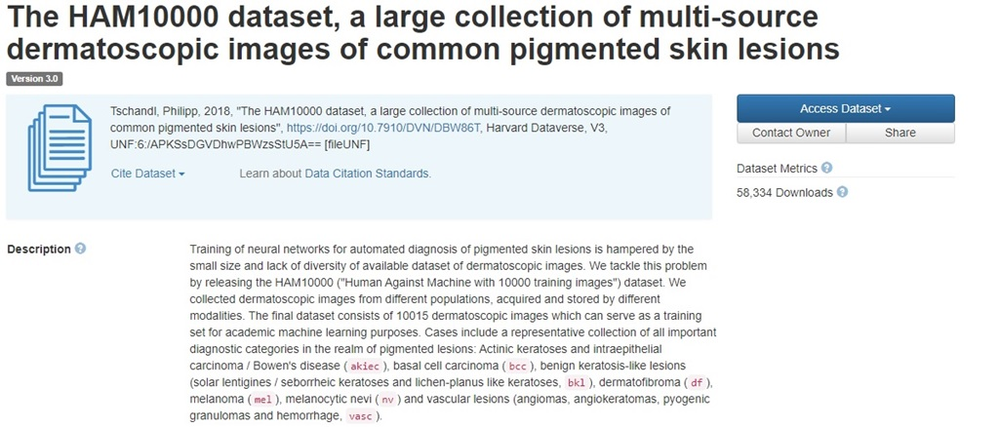 The HAM10000 dataset, a large collection of multi-source
dermatoscopic images of common pigmented skin lesions
Version 3.0
Tschandl, Philipp, 2018, "The HAM10000 dataset, a large collection of multi-source dermatoscopic images of
common pigmented skin lesions", https://doi.org/10.7910/DVN/DBW86T, Harvard Dataverse, V3,
UNF:6:/APKSsDGVDhwPBWzsStU5A== [fileUNF]
Cite Dataset
Learn about Data Citation Standards.
Access Dataset
Contact Owner
Share
Dataset Metrics
58,334 Downloads
Description
Training of neural networks for automated diagnosis of pigmented skin lesions is hampered by the
small size and lack of diversity of available dataset of dermatoscopic images. We tackle this problem
by releasing the HAM10000 ("Human Against Machine with 10000 training images") dataset. We
collected dermatoscopic images from different populations, acquired and stored by different
modalities. The final dataset consists of 10015 dermatoscopic images which can serve as a training
set for academic machine learning purposes. Cases include a representative collection of all important
diagnostic categories in the realm of pigmented lesions: Actinic keratoses and intraepithelial
carcinoma / Bowen's disease ( akiec ), basal cell carcinoma ( bcc ), benign keratosis-like lesions
(solar lentigines / seborrheic keratoses and lichen-planus like keratoses, bkl ), dermatofibroma ( df ),
melanoma ( mel ), melanocytic nevi ( nv ) and vascular lesions (angiomas, angiokeratomas, pyogenic
granulomas and hemorrhage, vasc ).